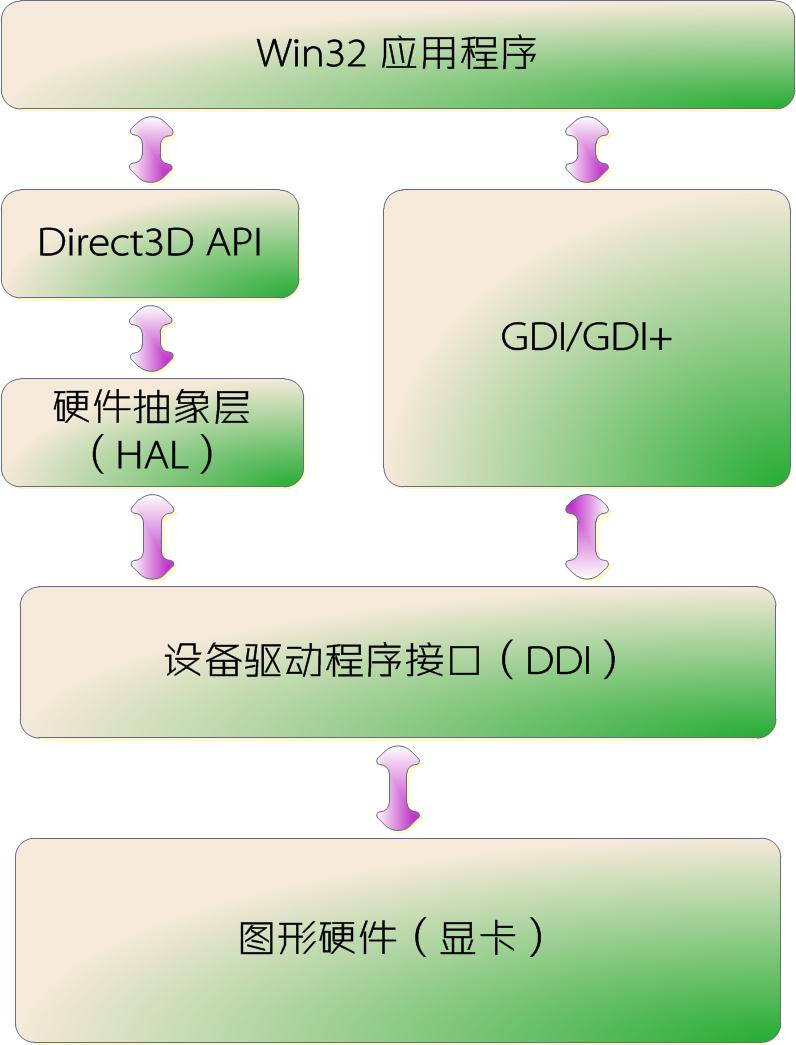 Win32 应用程序
Direct3D API
GDI/GDI+
硬件抽象层
（HAL）
设备驱动程序接口（DDI）
图形硬件（显卡）